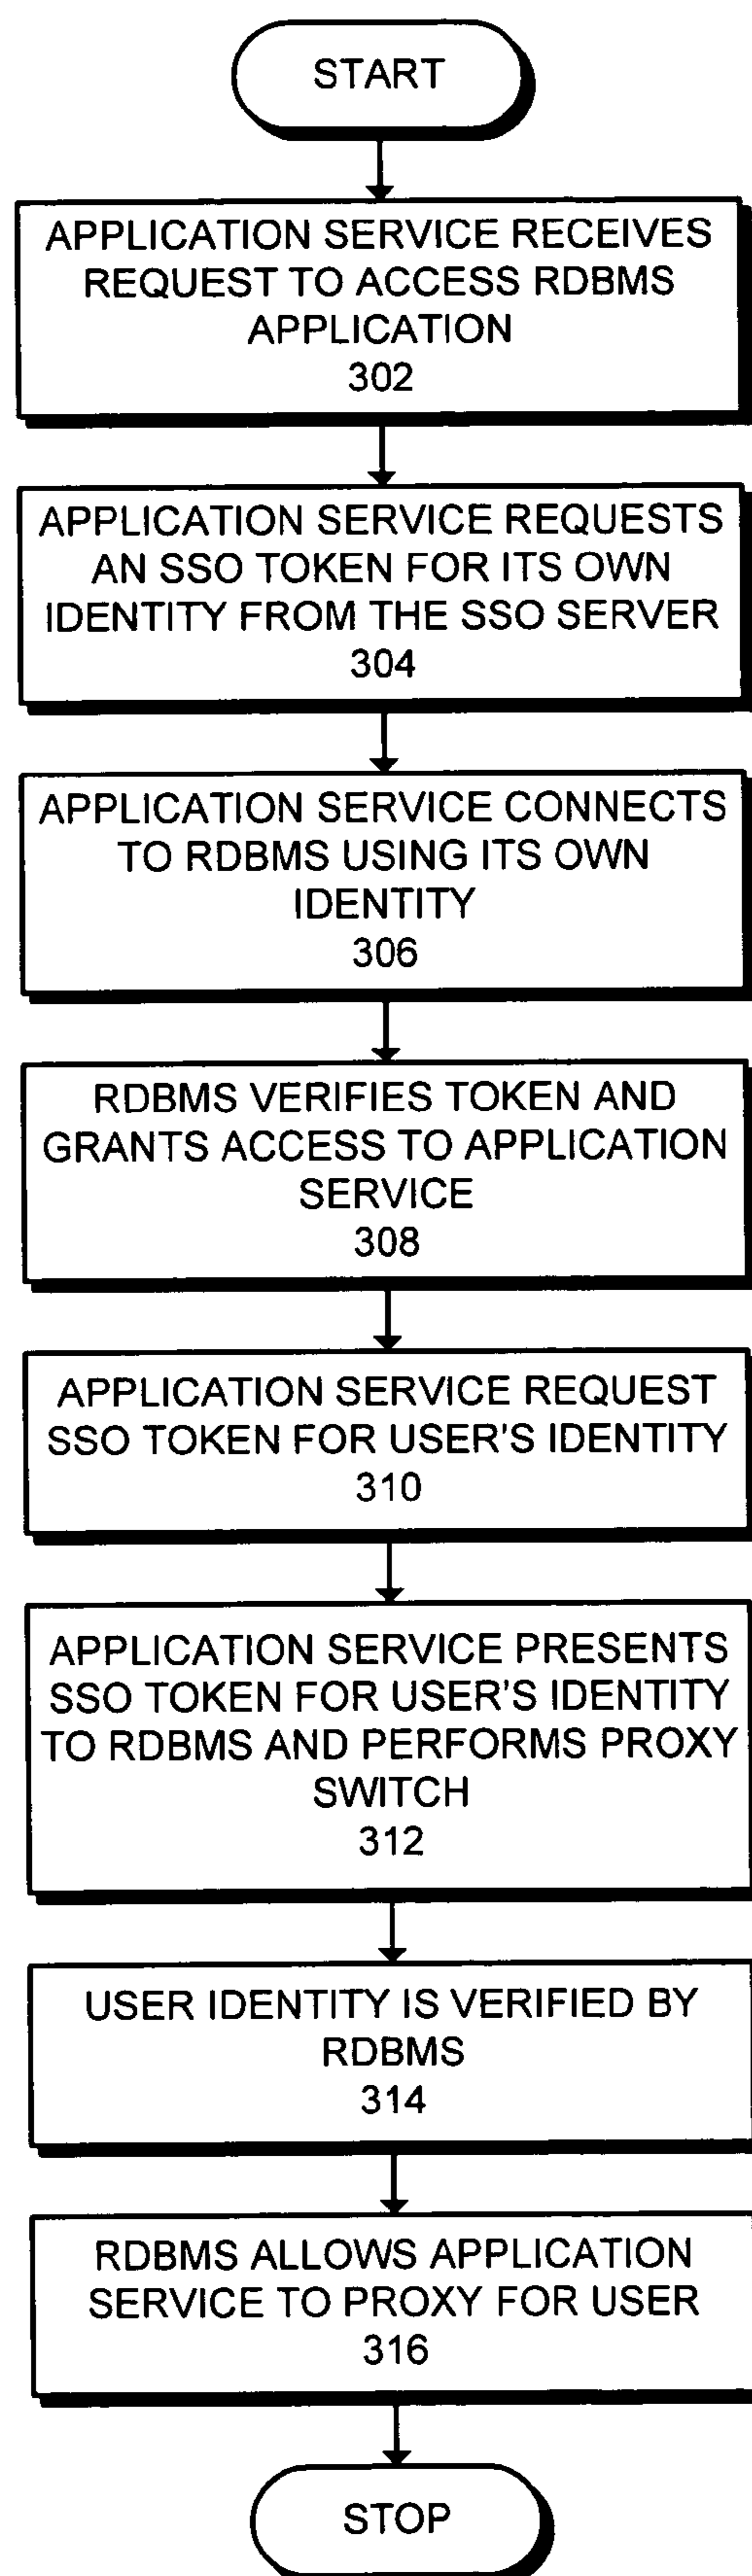 START
APPLICATION SERVICE RECEIVES
REQUEST TO ACCESS RDBMS
APPLICATION
302
APPLICATION SERVICE REQUESTS
AN SSO TOKEN FOR ITS OWN
IDENTITY FROM THE SSO SERVER
304
APPLICATION SERVICE CONNECTS
TO RDBMS USING ITS OWN
IDENTITY
306
RDBMS VERIFIES TOKEN AND
GRANTS ACCESS TO APPLICATION
SERVICE
308
APPLICATION SERVICE REQUEST
SSO TOKEN FOR USER'S IDENTITY
310
APPLICATION SERVICE PRESENTS
SSO TOKEN FOR USER'S IDENTITY
TO RDBMS AND PERFORMS PROXY
SWITCH
312
USER IDENTITY IS VERIFIED BY
RDBMS
314
RDBMS ALLOWS APPLICATION
SERVICE TO PROXY FOR USER
316
STOP